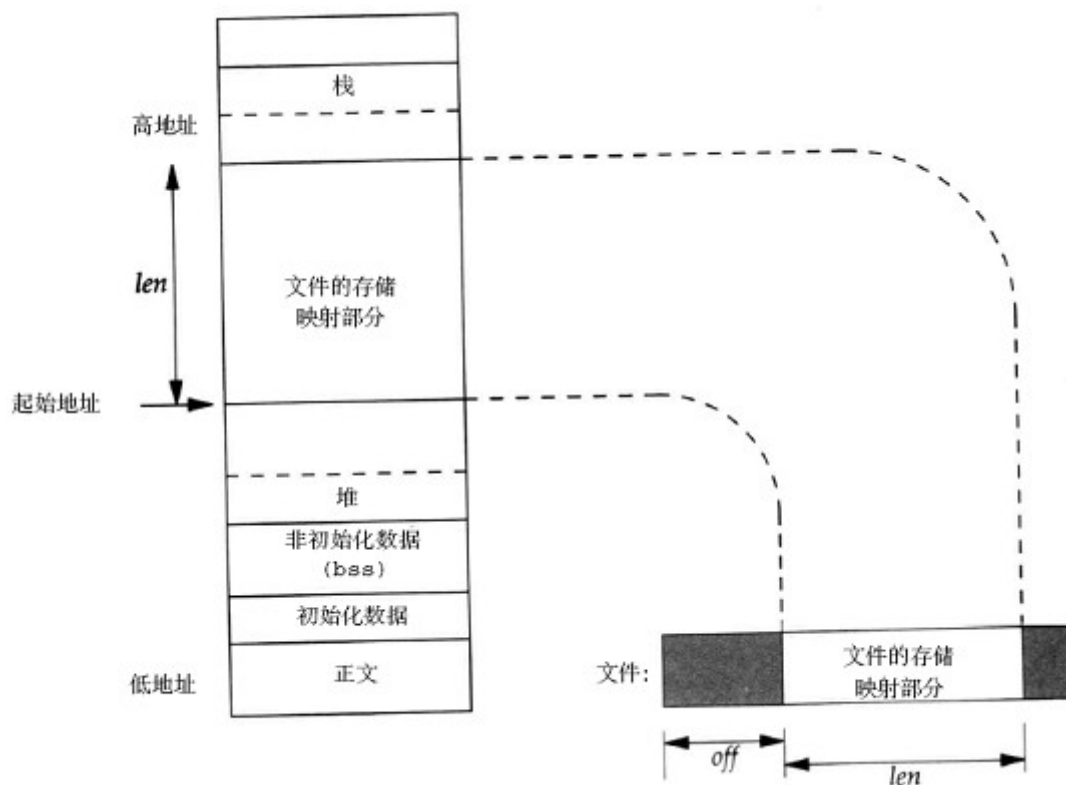 栈
高地址
len
文件的存储
映射部分
起始地址
堆
非初始化数据
(bss)
初始化数据
低地址
正文
文件:
文件的存储
映射部分
off
len